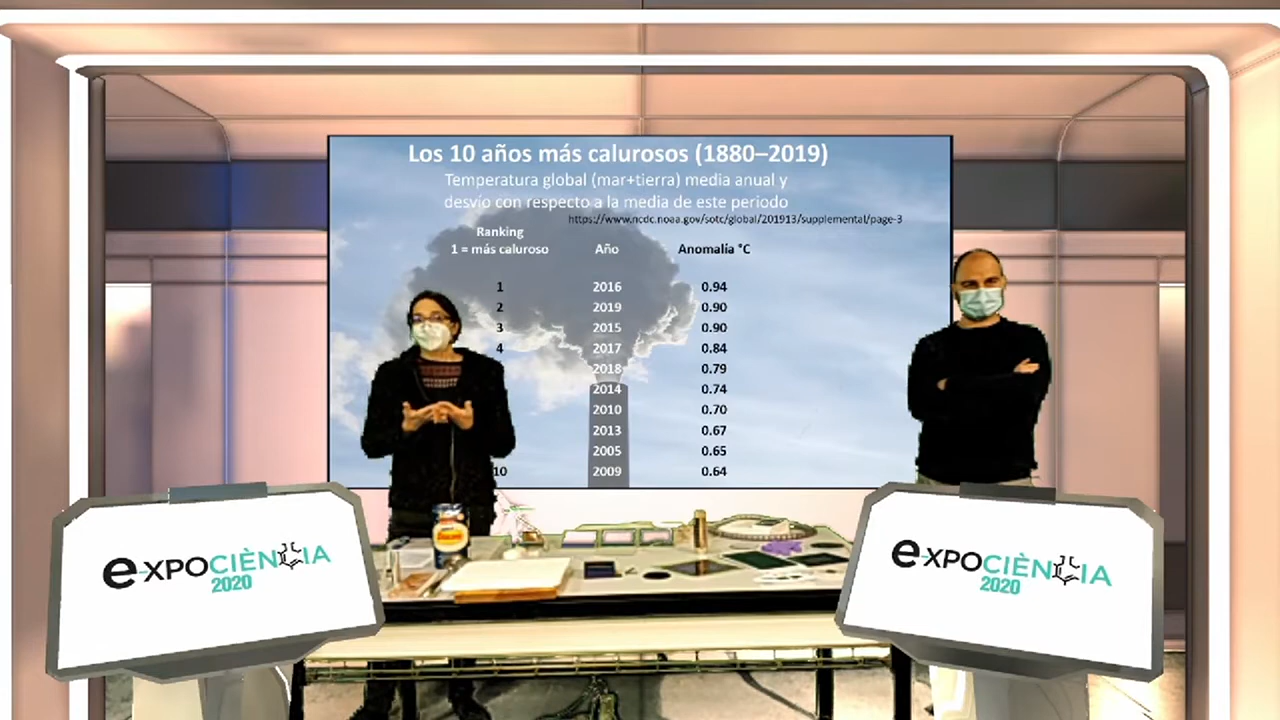 Los 10 años más calurosos (1880–2019)
Temperatura global (mar+tierra) media anual y
desvío con respecto a la media de este periodo
https://www.ncdc.noaa.gov/sotc/global/201913/supplemental/page-3
Ranking
1 = más caluroso Año Anomalía °C
1 2016 0.94
2 2019 0.90
3 2015 0.90
4 2017 0.84
2018 0.79
2014 0.74
2010 0.70
2013 0.67
2005 0.65
10 2009 0.64
e-XPOCIÈNCIA
2020
e-XPOCIÈNCIA
2020